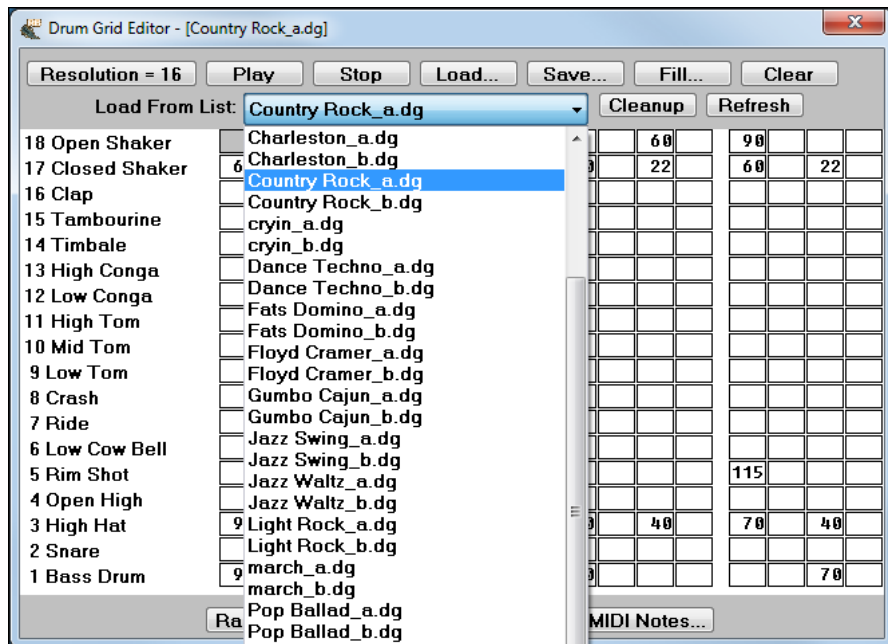 Drum Grid Editor - [Country Rock_a.dg]
Resolution = 16 Play Stop Load... Save... Fill... Clear
Load From List: Country Rock_a.dg Cleanup Refresh
18 Open Shaker 60 90
17 Closed Shaker 22 60 22
16 Clap
15 Tambourine
14 Timbale
13 High Conga
12 Low Conga
11 High Tom
10 Mid Tom
9 Low Tom
8 Crash
7 Ride
6 Low Cow Bell
5 Rim Shot 115
4 Open High
3 High Hat 40 70 40
2 Snare
1 Bass Drum 70
Charleston_a.dg
Charleston_b.dg
Country Rock_a.dg
Country Rock_b.dg
cryin_a.dg
cryin_b.dg
Dance Techno_a.dg
Dance Techno_b.dg
Fats Domino_a.dg
Fats Domino_b.dg
Floyd Cramer_a.dg
Floyd Cramer_b.dg
Gumbo Cajun_a.dg
Gumbo Cajun_b.dg
Jazz Swing_a.dg
Jazz Swing_b.dg
Jazz Waltz_a.dg
Jazz Waltz_b.dg
Light Rock_a.dg
Light Rock_b.dg
march_a.dg
march_b.dg
Pop Ballad_a.dg
Pop Ballad_b.dg
MIDI Notes...